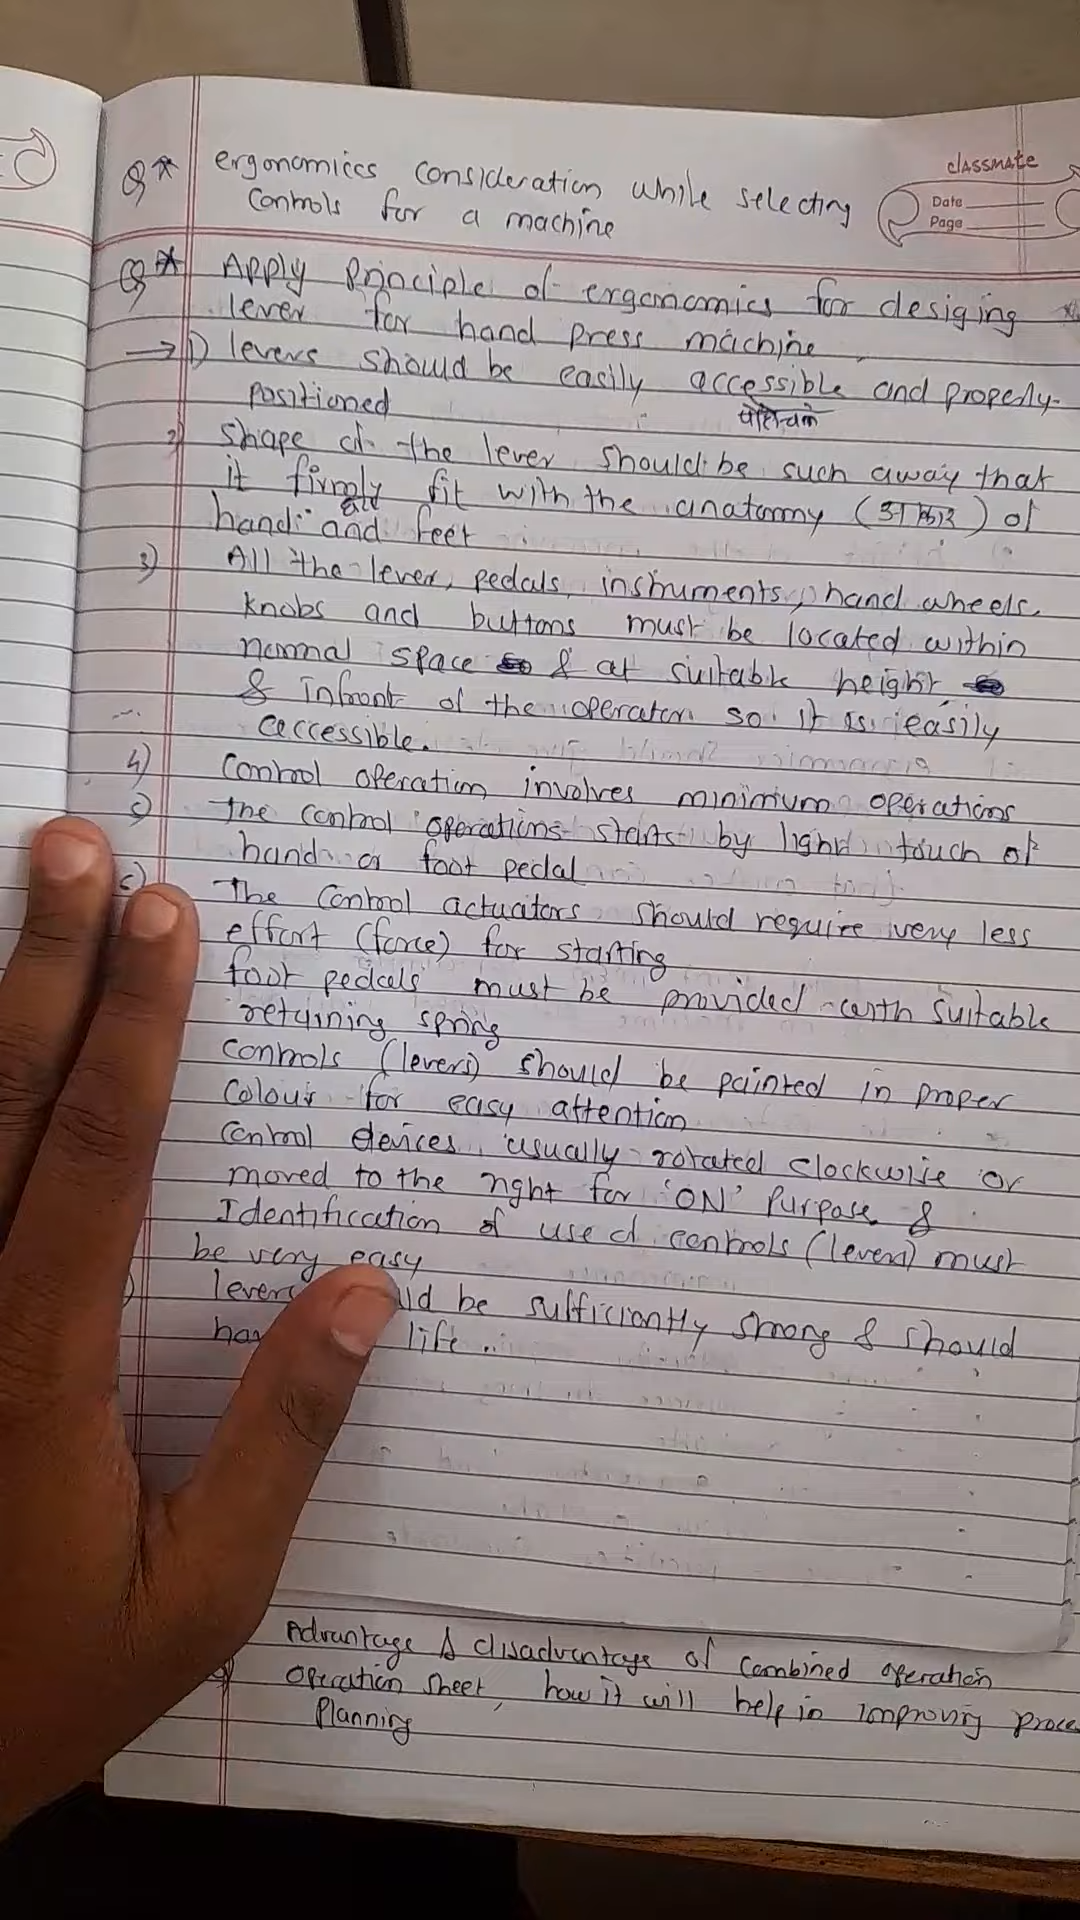 Q* ergonomics consideration while selecting
controls for a machine
classmate
Date
Page
Q* Apply principle of ergonomics for desiging
lever for hand press machine
→ 1) levers should be easily accessible and properly
positioned
2) shape of the lever should be such away that
it firmly fit with the anatomy (आकार) of
hand and feet
3) All the lever, pedals, instruments, hand wheels,
knobs and buttons must be located within
normal space & at suitable height
& infront of the operator so it is easily
accessible.
4) Control operation involves minimum operations
the control operations starts by light touch of
hand or foot pedal
The control actuators should require very less
effort (force) for starting
foot pedals must be provided with suitable
retaining spring
controls (levers) should be painted in proper
colour for easy attention
control devices usually rotated clockwise or
moved to the right for 'ON' Purpose &
Identification of used controls (levers) must
be very easy
be sufficiently strong & should
life
Advantage & disadvantage of combined operation
operation sheet, how it will help in improving
planning